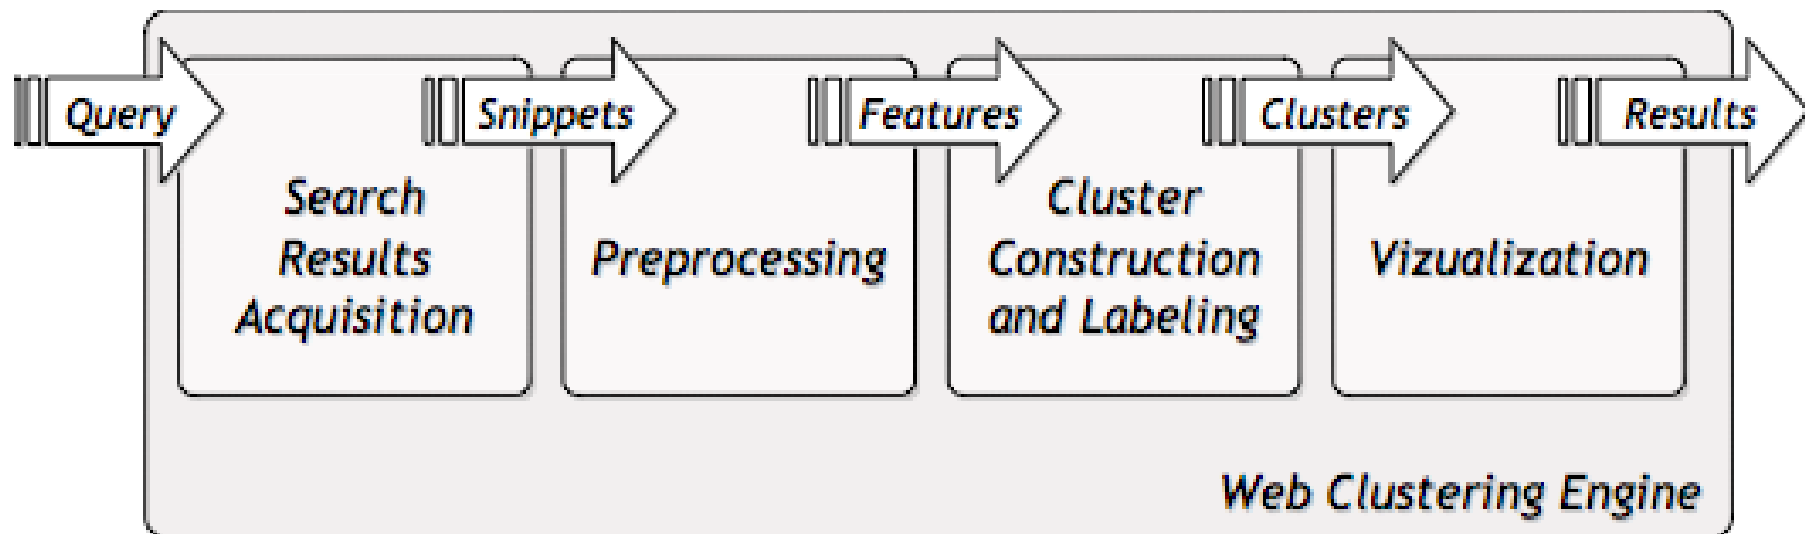 Query
Snippets
Features
Clusters
Results
Search
Results
Acquisition
Preprocessing
Cluster
Construction
and Labeling
Vizualization
Web Clustering Engine